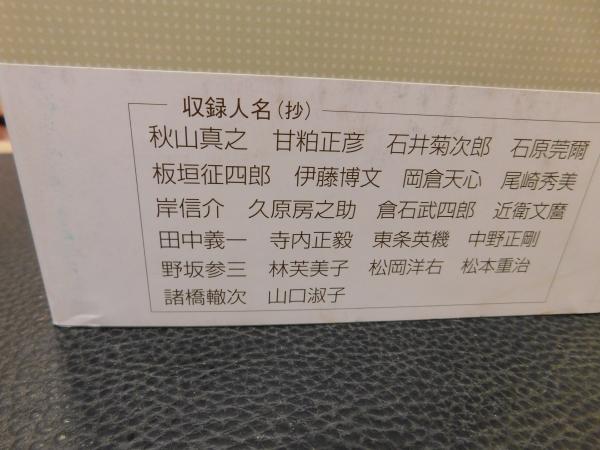 収録人名（抄）
秋山真之　甘粕正彦　石井菊次郎　石原莞爾
板垣征四郎　伊藤博文　岡倉天心　尾崎秀美
岸信介　久原房之助　倉石武四郎　近衛文麿
田中義一　寺内正毅　東条英機　中野正剛
野坂参三　林芙美子　松岡洋右　松本重治
諸橋轍次　山口淑子